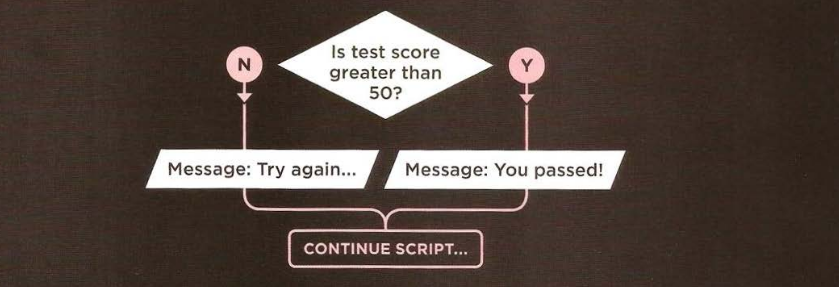 Is test score
greater than
50?
N
Y
Message: Try again...
Message: You passed!
CONTINUE SCRIPT...